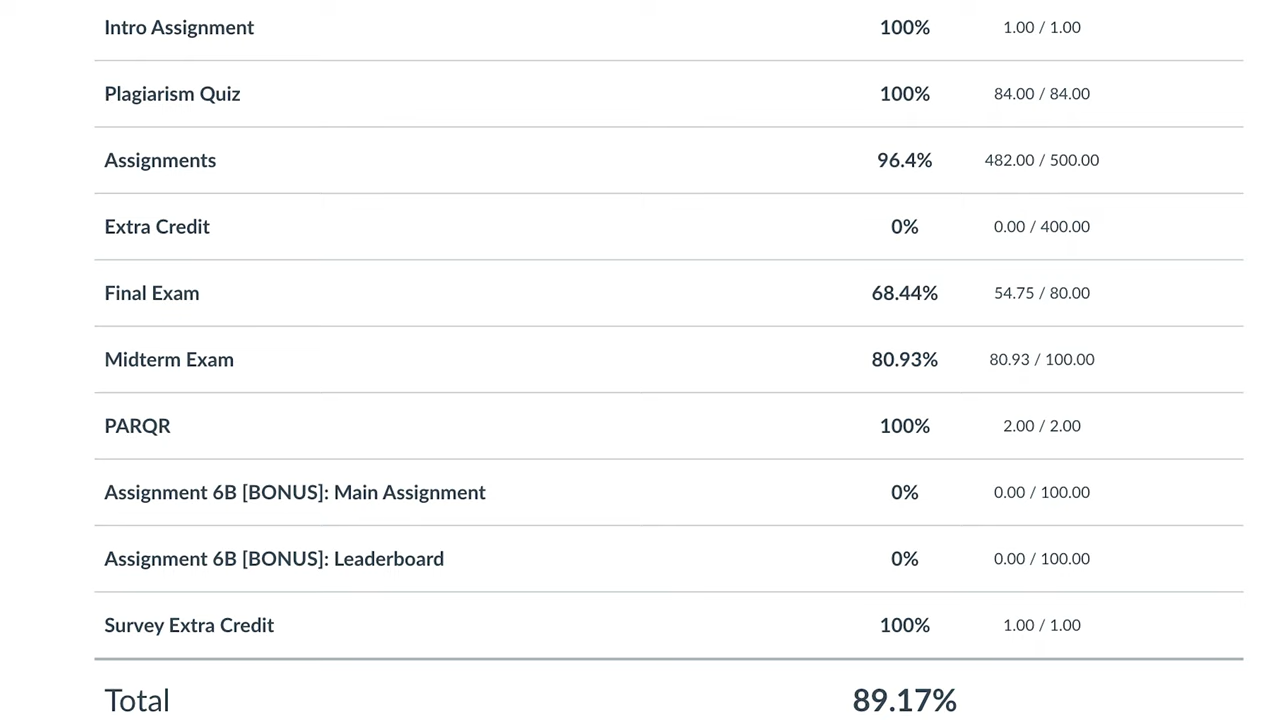 Intro Assignment 100% 1.00 / 1.00
Plagiarism Quiz 100% 84.00 / 84.00
Assignments 96.4% 482.00 / 500.00
Extra Credit 0% 0.00 / 400.00
Final Exam 68.44% 54.75 / 80.00
Midterm Exam 80.93% 80.93 / 100.00
PARQR 100% 2.00 / 2.00
Assignment 6B [BONUS]: Main Assignment 0% 0.00 / 100.00
Assignment 6B [BONUS]: Leaderboard 0% 0.00 / 100.00
Survey Extra Credit 100% 1.00 / 1.00
Total 89.17%